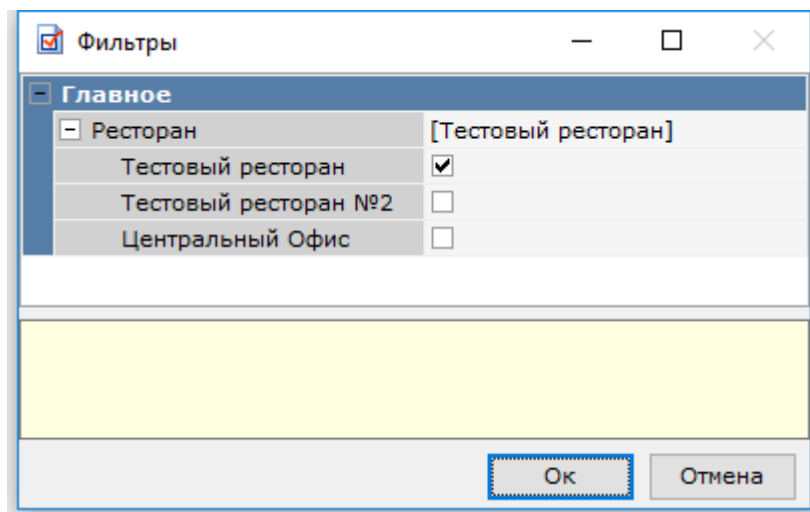 Фильтры
Главное
Ресторан [Тестовый ресторан]
Тестовый ресторан
Тестовый ресторан №2
Центральный Офис
Ок Отмена